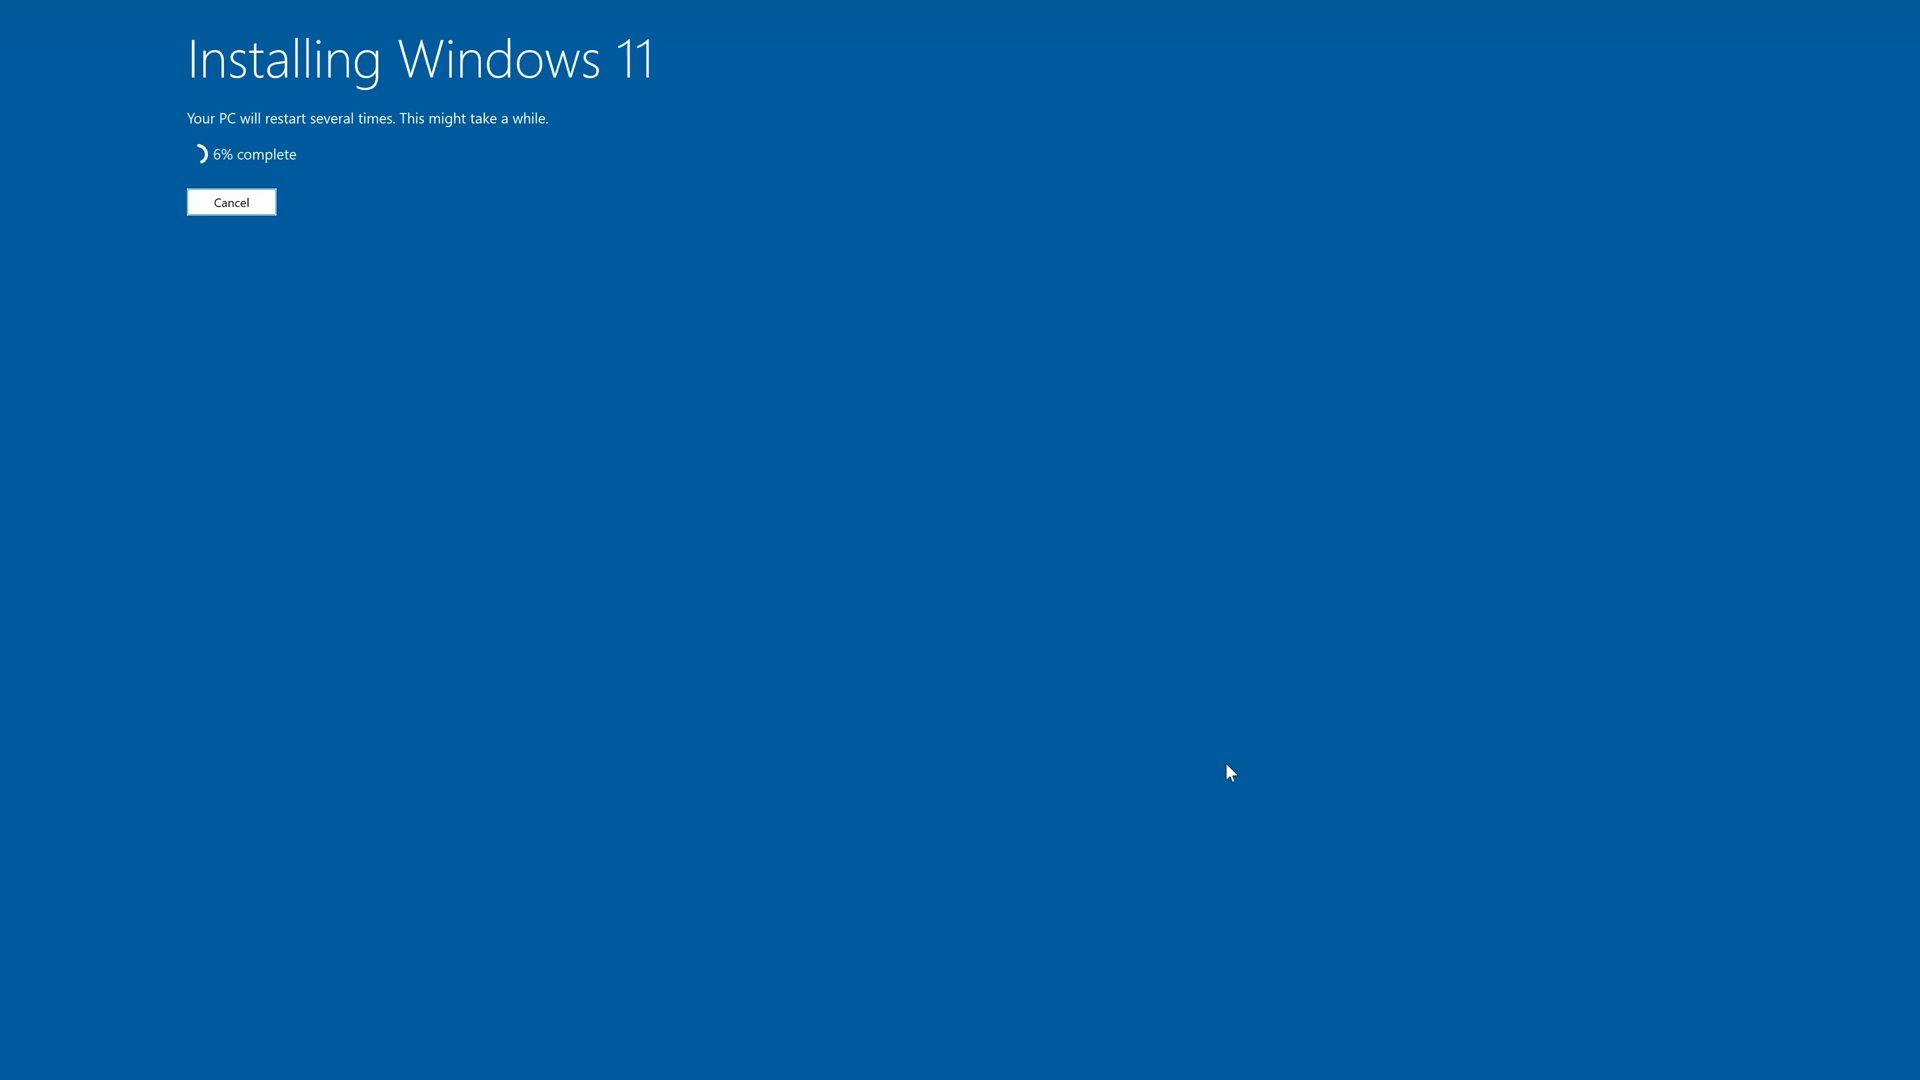 Installing Windows 11
Your PC will restart several times. This might take a while.
6% complete
Cancel